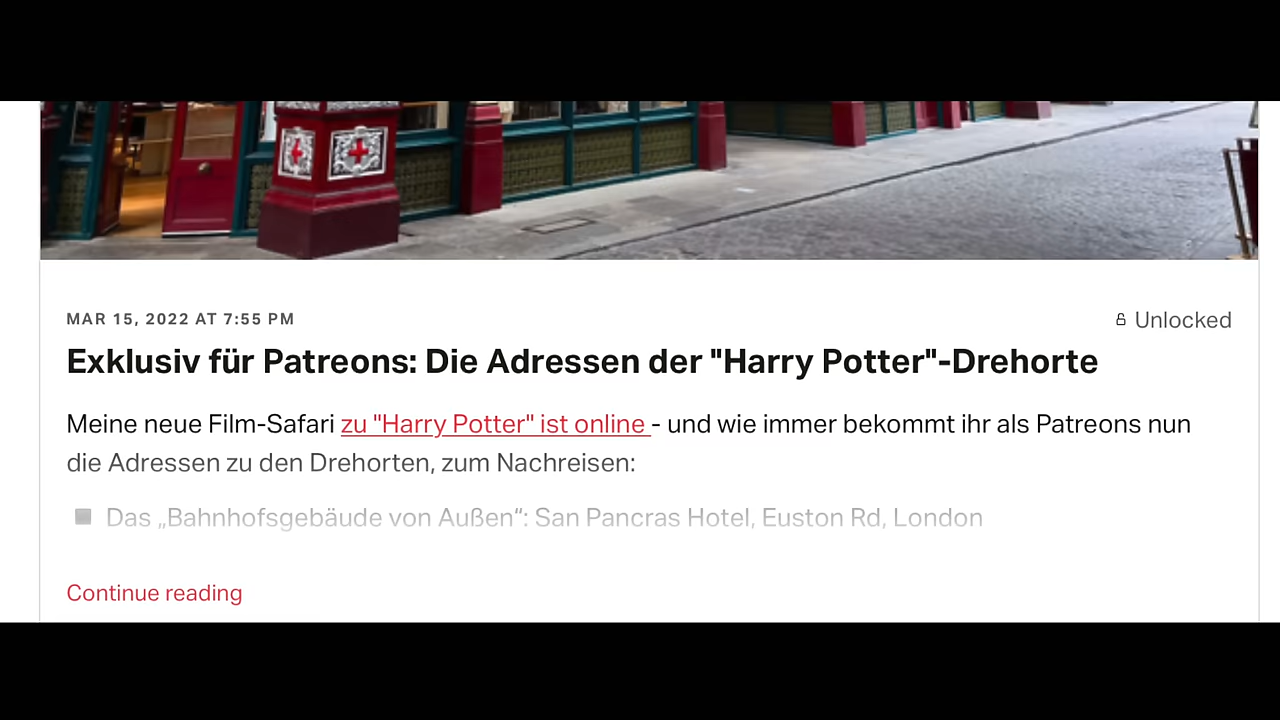 MAR 15, 2022 AT 7:55 PM
Unlocked
Exklusiv für Patreons: Die Adressen der "Harry Potter"-Drehorte
Meine neue Film-Safari zu "Harry Potter" ist online - und wie immer bekommt ihr als Patreons nun
die Adressen zu den Drehorten, zum Nachreisen:
Das „Bahnhofsgebäude von Außen“: San Pancras Hotel, Euston Rd, London
Continue reading